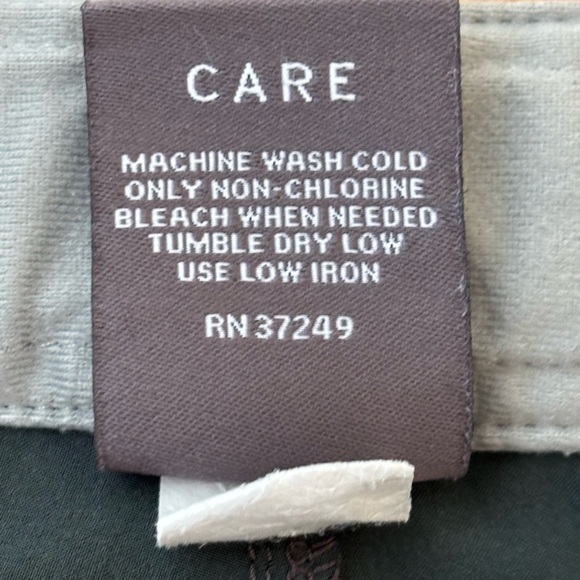 CARE
MACHINE WASH COLD
ONLY NON-CHLORINE
BLEACH WHEN NEEDED
TUMBLE DRY LOW
USE LOW IRON
RN 37249